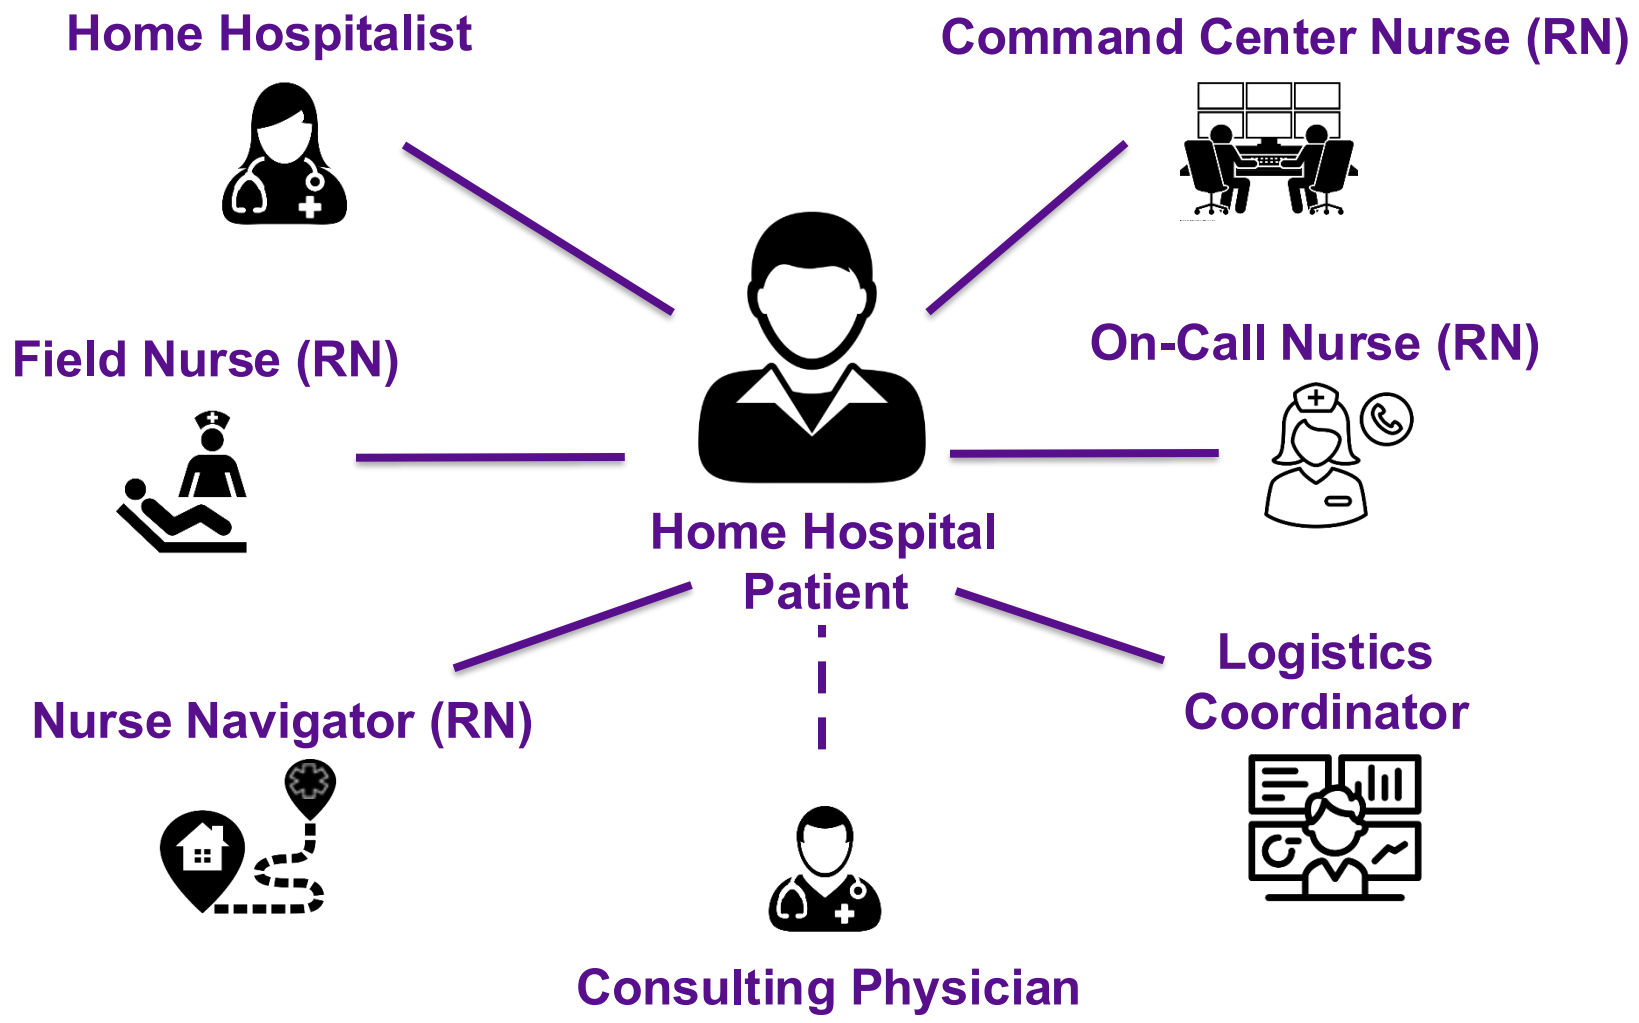 Home Hospitalist
Command Center Nurse (RN)
Field Nurse (RN)
On-Call Nurse (RN)
Home Hospital
Patient
Nurse Navigator (RN)
Logistics
Coordinator
Consulting Physician